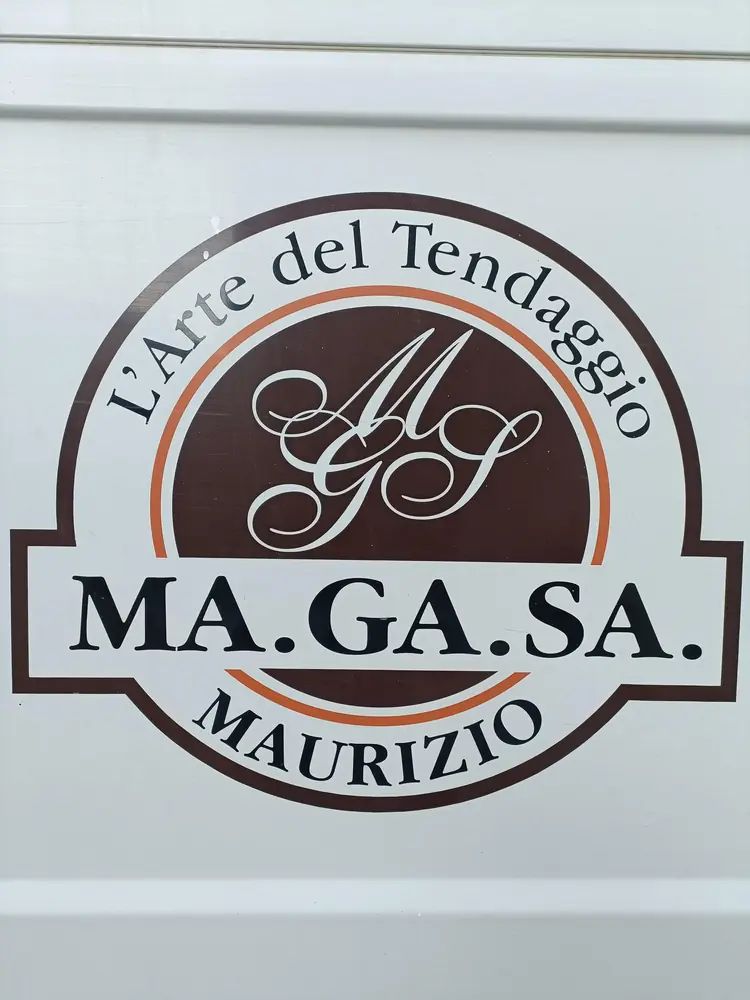 L'Arte del Tendaggio
MGS
MA.GA.SA.
MAURIZIO